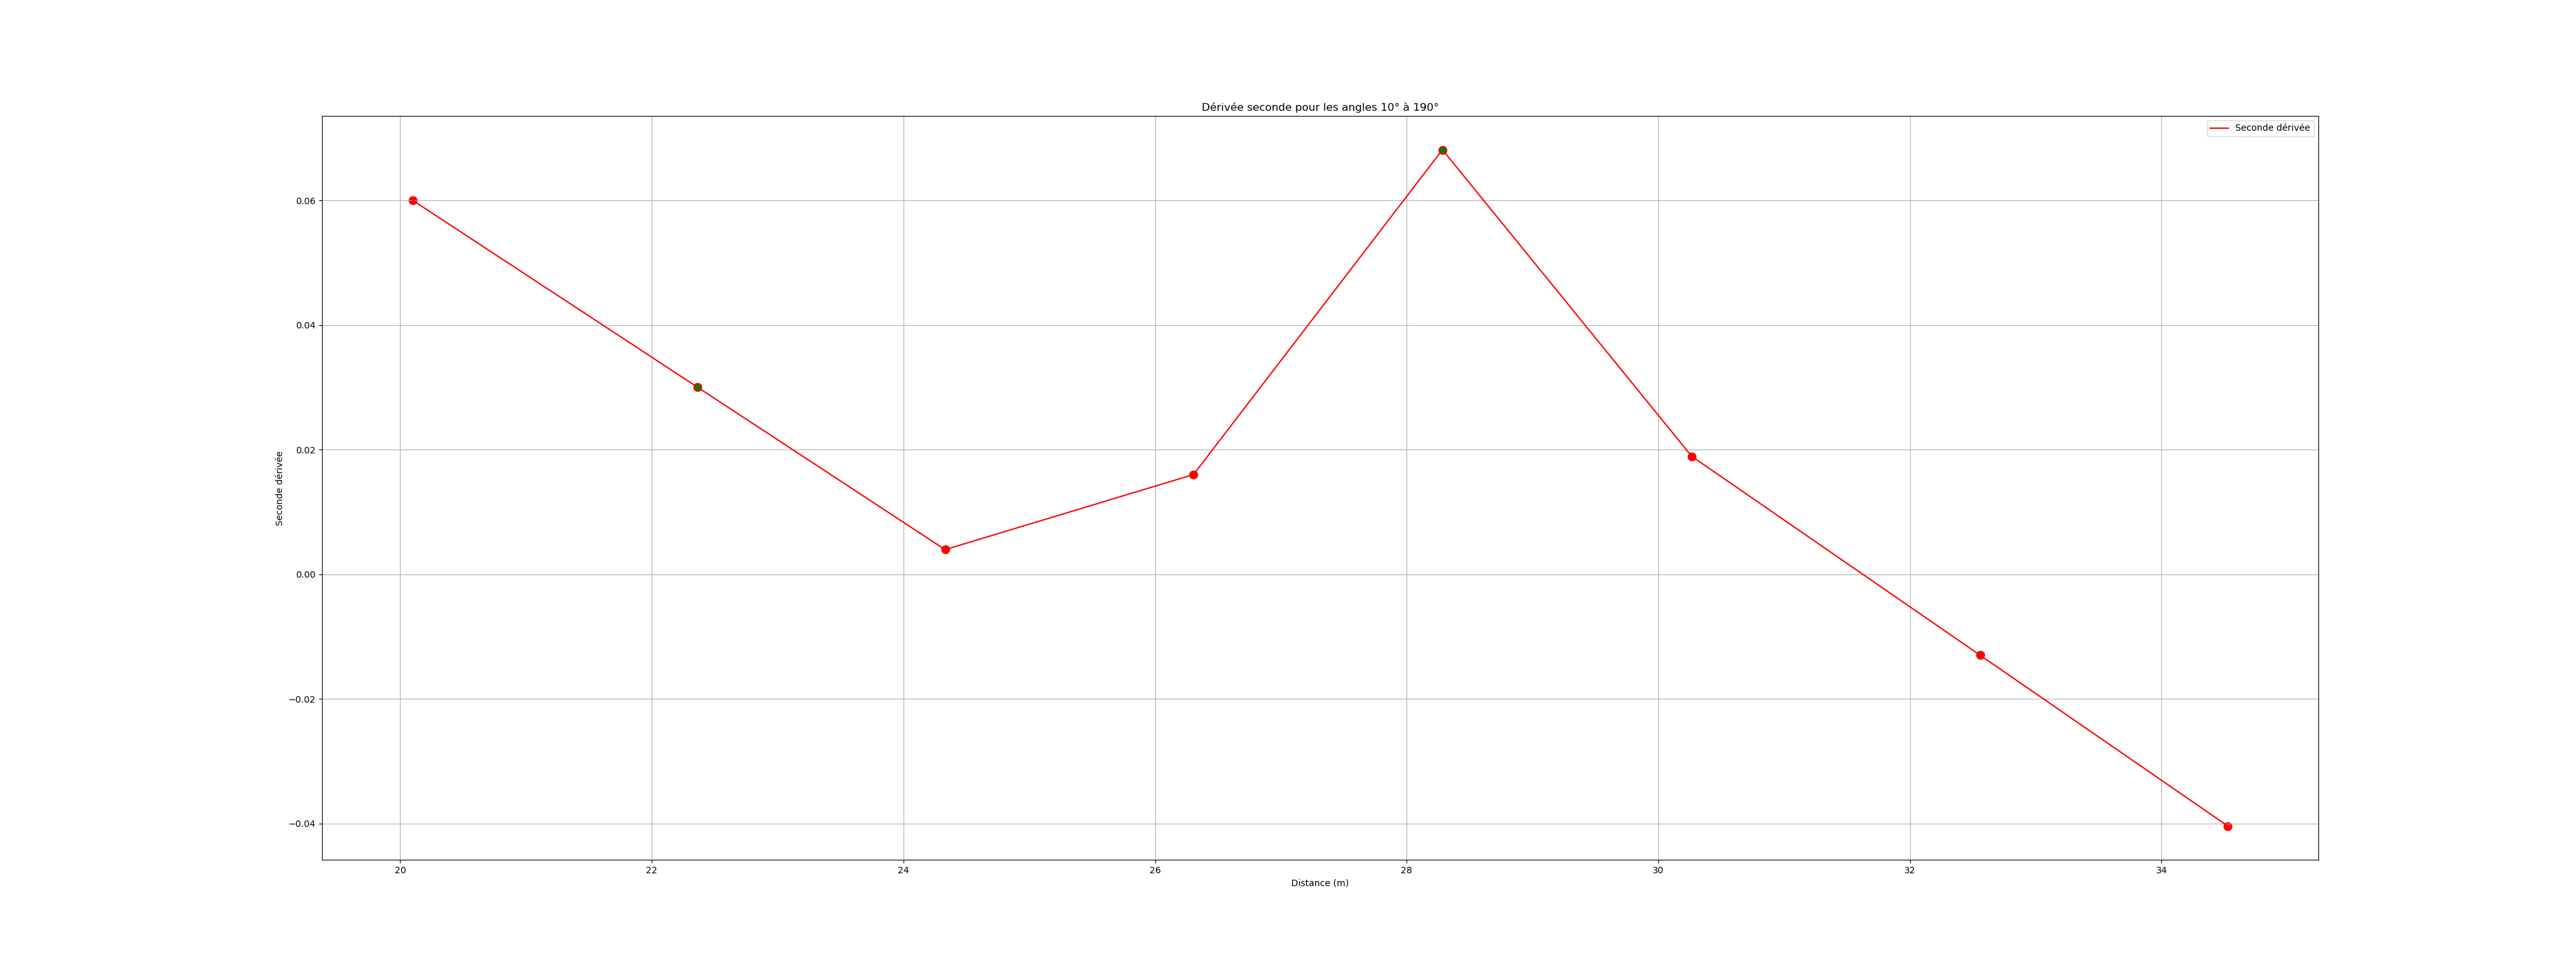 Dérivée seconde pour les angles 10° à 190°
Seconde dérivée
0.06
0.04
0.02
0.00
−0.02
−0.04
Seconde dérivée
20 22 24 26 28 30 32 34
Distance (m)